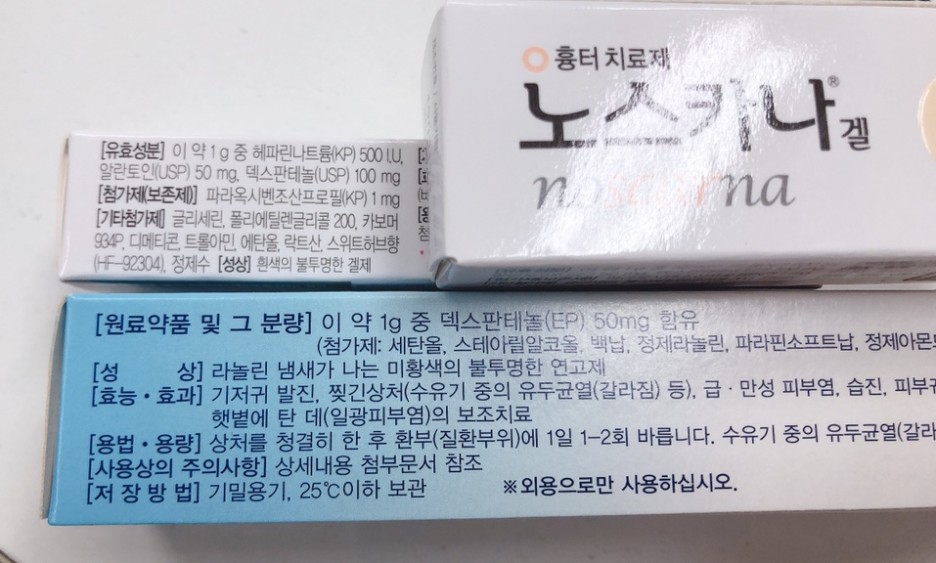 흉터 치료제
노스카나® 겔
noscarna
[유효성분] 이 약 1g 중 헤파린나트륨(KP) 500 I.U,
알란토인(USP) 50 mg, 덱스판테놀(USP) 100 mg
[첨가제(보존제)] 파라옥시벤조산프로필(KP) 1 mg
[기타첨가제] 글리세린, 폴리에틸렌글리콜 200, 카보머
934P, 디메티콘, 트롤아민, 에탄올, 락트산, 스위트허브향
(HF-92304), 정제수 [성상] 흰색의 불투명한 겔제
[원료약품 및 그 분량] 이 약 1g 중 덱스판테놀(EP) 50mg 함유
(첨가제: 세탄올, 스테아릴알코올, 백납, 정제라놀린, 파라핀소프트납, 정제아몬드
[성 상] 라놀린 냄새가 나는 미황색의 불투명한 연고제
[효능·효과] 기저귀 발진, 찢긴상처(수유기 중의 유두균열(갈라짐) 등), 급·만성 피부염, 습진, 피부
햇볕에 탄 데(일광피부염)의 보조치료
[용법·용량] 상처를 청결히 한 후 환부(질환부위)에 1일 1-2회 바릅니다. 수유기 중의 유두균열(갈라
[사용상의 주의사항] 상세내용 첨부문서 참조
[저장방법] 기밀용기, 25℃이하 보관 ※외용으로만 사용하십시오.